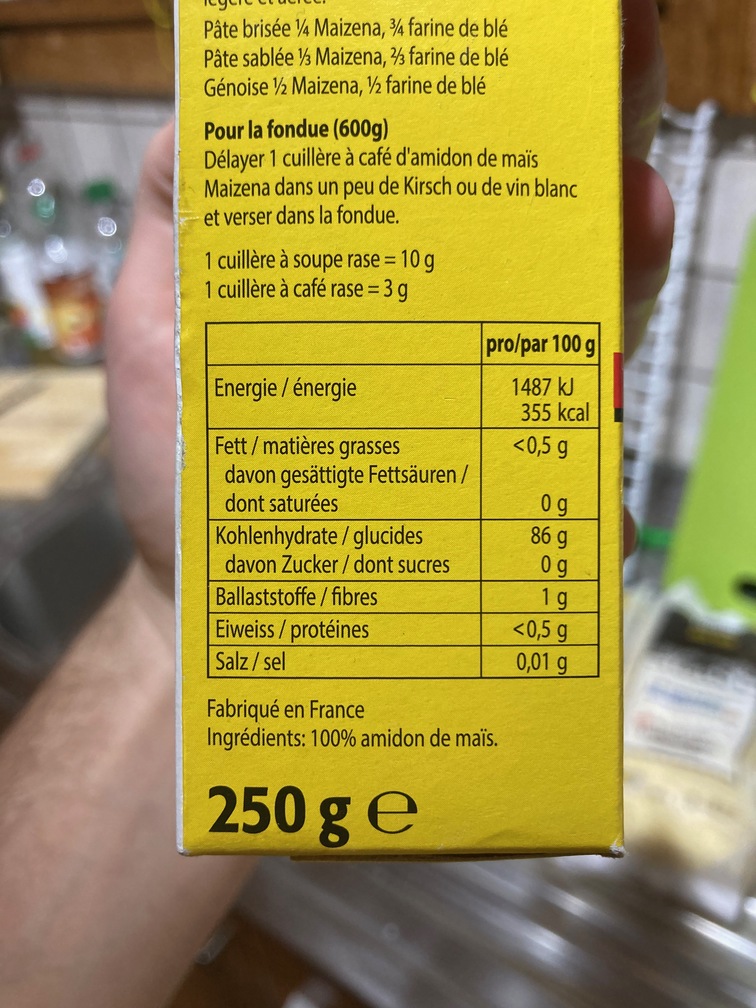 légère et aérée.
Pâte brisée ¼ Maizena, ¾ farine de blé
Pâte sablée ⅓ Maizena, ⅔ farine de blé
Génoise ½ Maizena, ½ farine de blé
Pour la fondue (600g)
Délayer 1 cuillère à café d'amidon de maïs
Maizena dans un peu de Kirsch ou de vin blanc
et verser dans la fondue.
1 cuillère à soupe rase = 10 g
1 cuillère à café rase = 3 g
pro/par 100 g
Energie / énergie 1487 kJ
355 kcal
Fett / matières grasses <0,5 g
davon gesättigte Fettsäuren /
dont saturées 0 g
Kohlenhydrate / glucides 86 g
davon Zucker / dont sucres 0 g
Ballaststoffe / fibres 1 g
Eiweiss / protéines <0,5 g
Salz / sel 0,01 g
Fabriqué en France
Ingrédients: 100% amidon de maïs.
250 g e